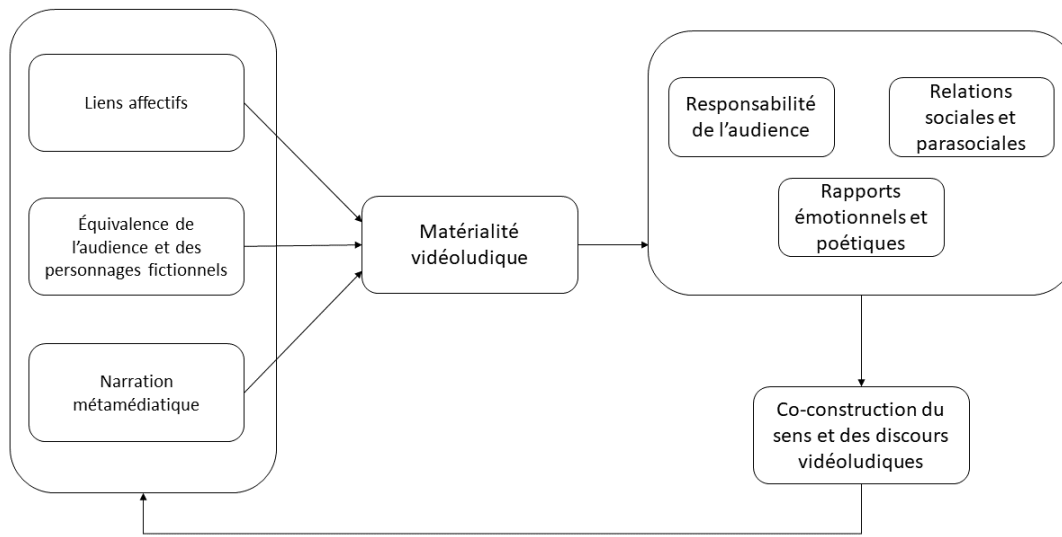 Liens affectifs
Équivalence de
l’audience et des
personnages fictionnels
Narration
métamédiatique
Matérialité
vidéoludique
Responsabilité
de l’audience
Relations
sociales et
parasociales
Rapports
émotionnels et
poétiques
Co-construction du
sens et des discours
vidéoludiques